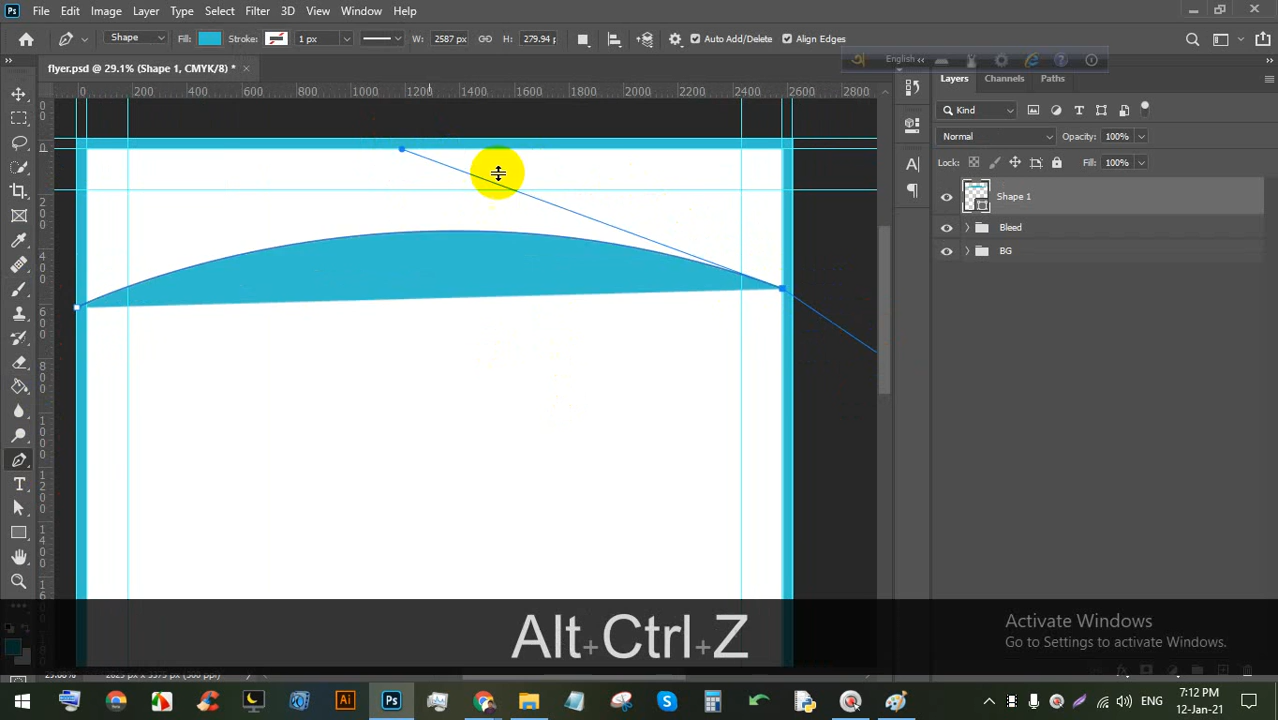 Ps File Edit Image Layer Type Select Filter 3D View Window Help
Shape Fill: Stroke: 1 px W: 2587 px H: 279.94 p Auto Add/Delete Align Edges
English
flyer.psd @ 29.1% (Shape 1, CMYK/8) * ×
Layers Channels Paths
0 200 400 600 800 1000 1200 1400 1600 1800 2000 2200 2400 2600 2800
Kind
Normal Opacity: 100%
Lock: Fill: 100%
Shape 1
Bleed
BG
Alt+Ctrl+Z
Activate Windows
Go to Settings to activate Windows.
Ai Ps ENG 7:12 PM
12-Jan-21